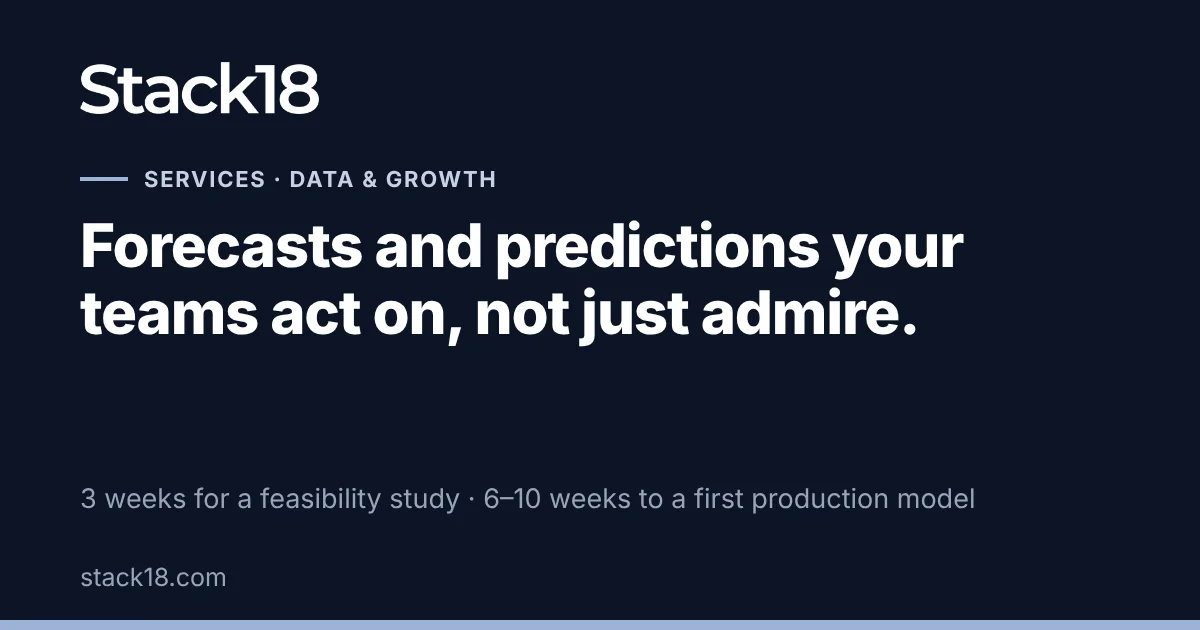 Stack18
SERVICES · DATA & GROWTH
Forecasts and predictions your
teams act on, not just admire.
3 weeks for a feasibility study · 6–10 weeks to a first production model
stack18.com